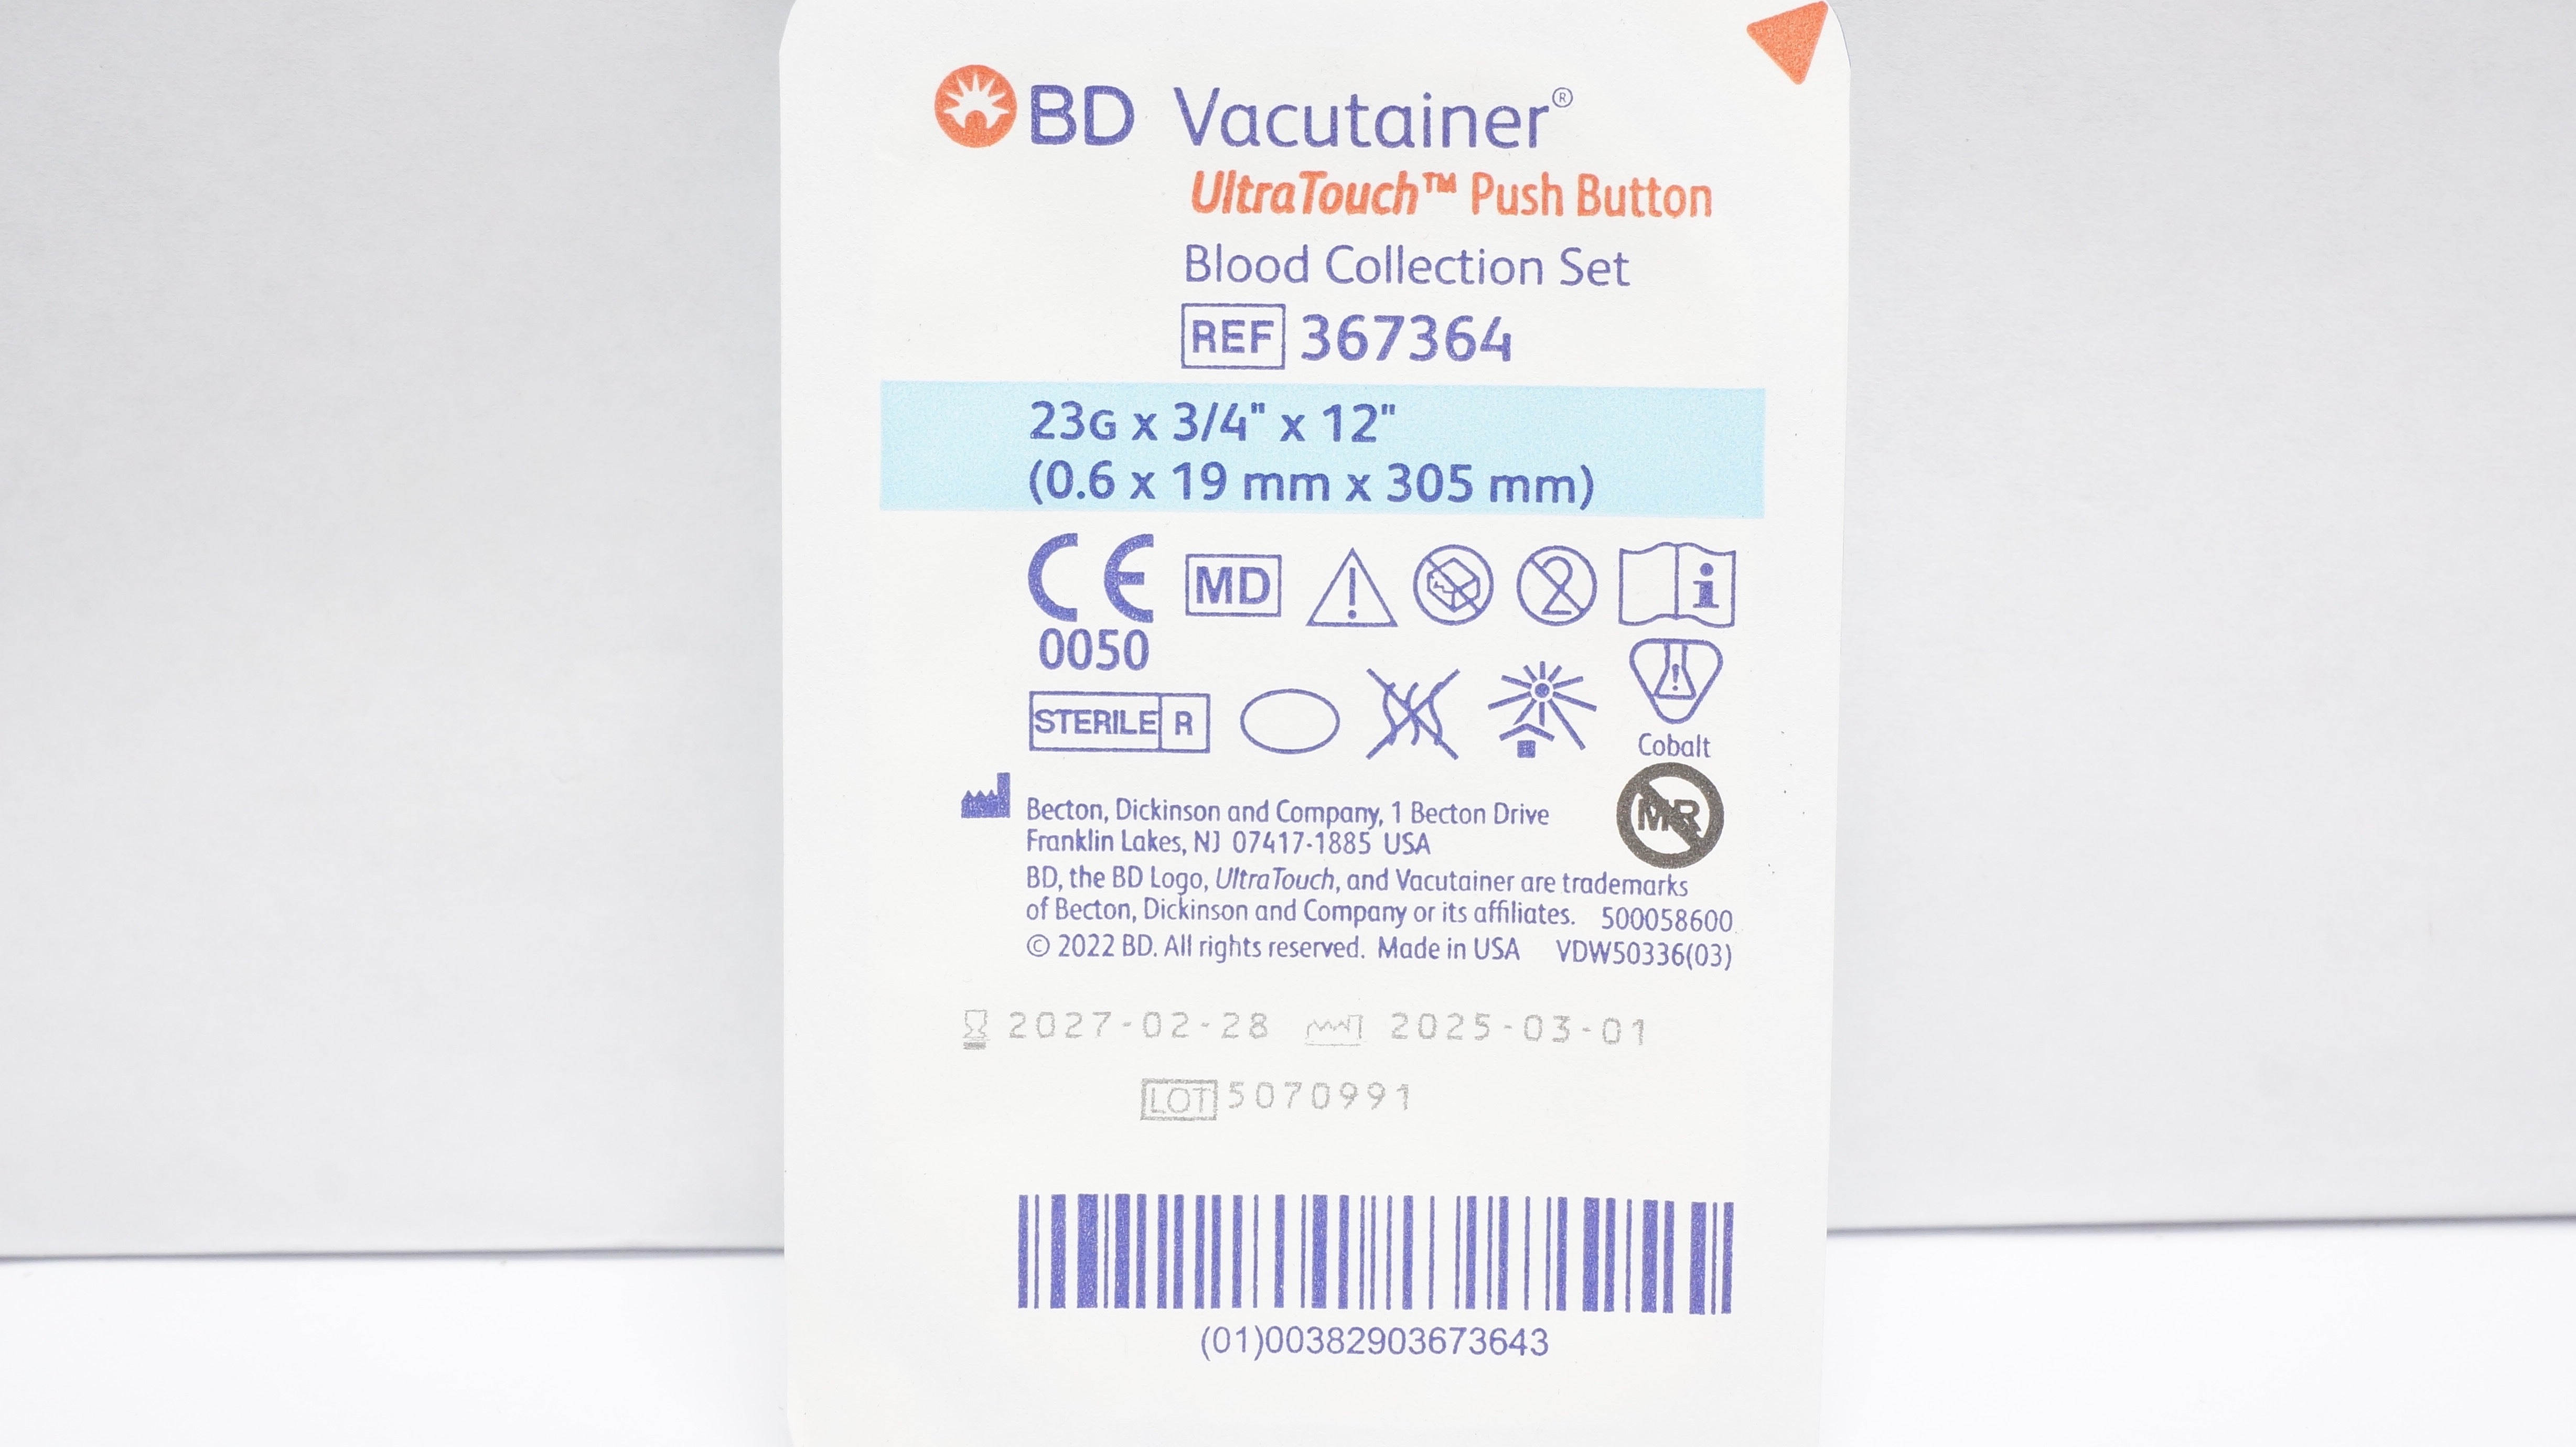 BD Vacutainer®
UltraTouch™ Push Button
Blood Collection Set
REF 367364
23G x 3/4" x 12"
(0.6 x 19 mm x 305 mm)
CE MD 2 i
0050
STERILE R
Cobalt
MR
Becton, Dickinson and Company, 1 Becton Drive
Franklin Lakes, NJ 07417-1885 USA
BD, the BD Logo, UltraTouch, and Vacutainer are trademarks
of Becton, Dickinson and Company or its affiliates. 500058600
© 2022 BD. All rights reserved. Made in USA VDW50336(03)
2027-02-28 2025-03-01
LOT 5070991
(01)00382903673643